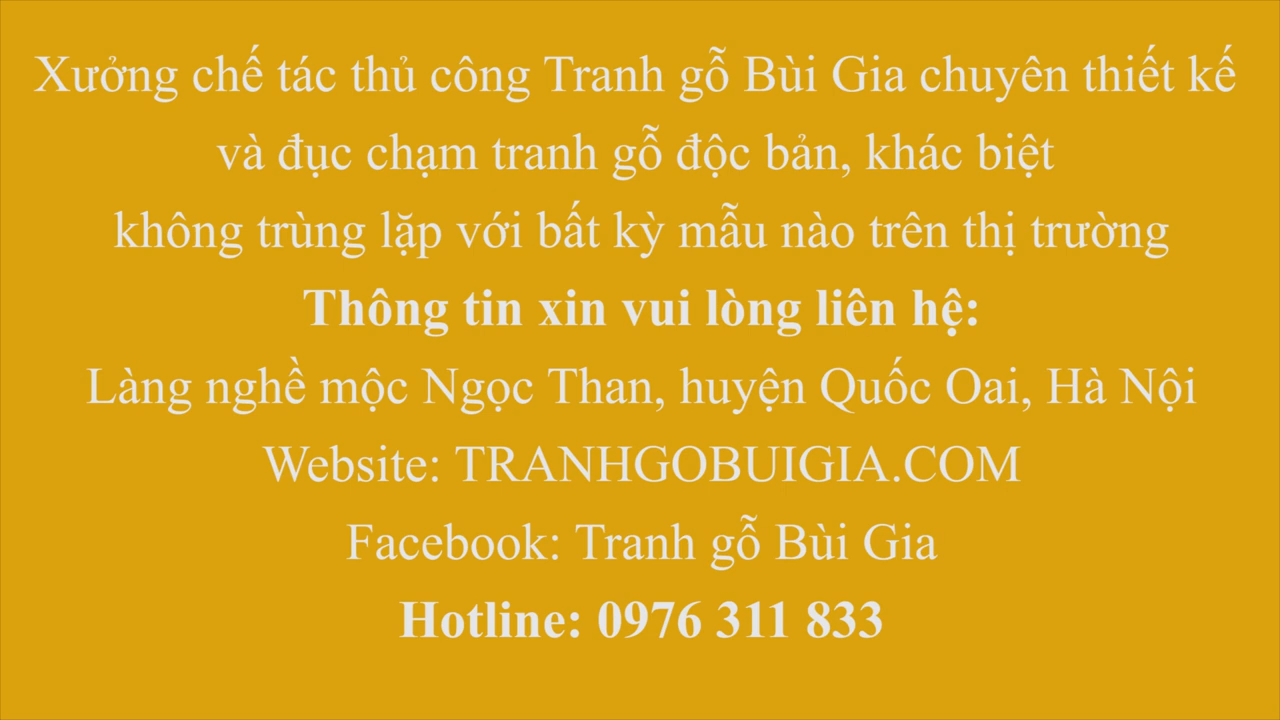 Xưởng chế tác thủ công Tranh gỗ Bùi Gia chuyên thiết kế
và đục chạm tranh gỗ độc bản, khác biệt
không trùng lặp với bất kỳ mẫu nào trên thị trường
Thông tin xin vui lòng liên hệ:
Làng nghề mộc Ngọc Than, huyện Quốc Oai, Hà Nội
Website: TRANHGOBUIGIA.COM
Facebook: Tranh gỗ Bùi Gia
Hotline: 0976 311 833